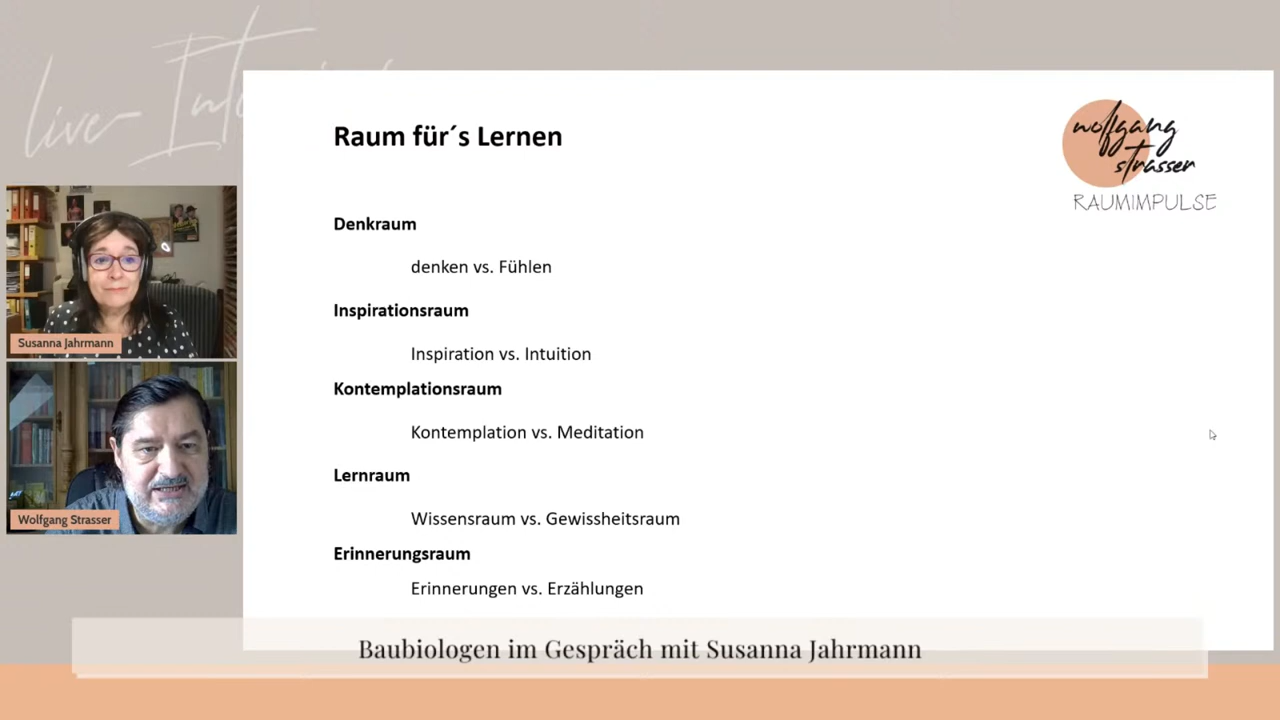 live-
Raum für´s Lernen
wolfgang
strasser
RAUMIMPULSE
Denkraum
denken vs. Fühlen
Inspirationsraum
Inspiration vs. Intuition
Kontemplationsraum
Kontemplation vs. Meditation
Lernraum
Wissensraum vs. Gewissheitsraum
Erinnerungsraum
Erinnerungen vs. Erzählungen
Susanna Jahrmann
Wolfgang Strasser
Baubiologen im Gespräch mit Susanna Jahrmann